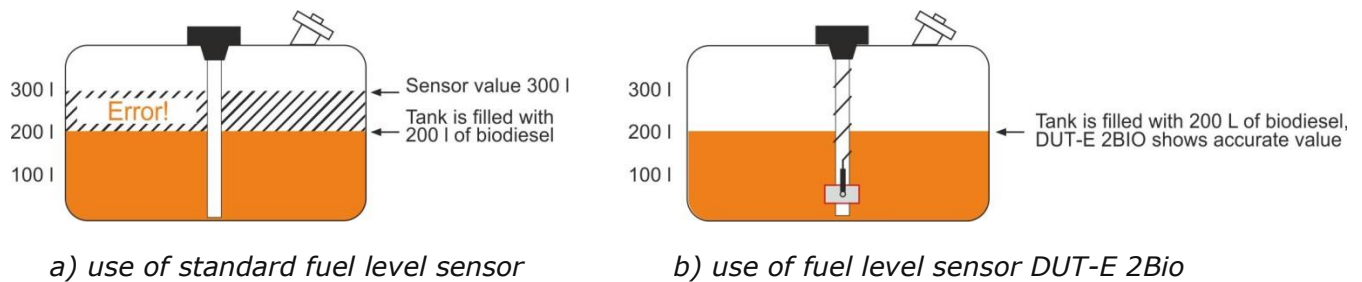 300 l
200 l
100 l
Error!
Sensor value 300 l
Tank is filled with
200 l of biodiesel
300 l
200 l
100 l
Tank is filled with 200 L of biodiesel,
DUT-E 2BIO shows accurate value
a) use of standard fuel level sensor
b) use of fuel level sensor DUT-E 2Bio